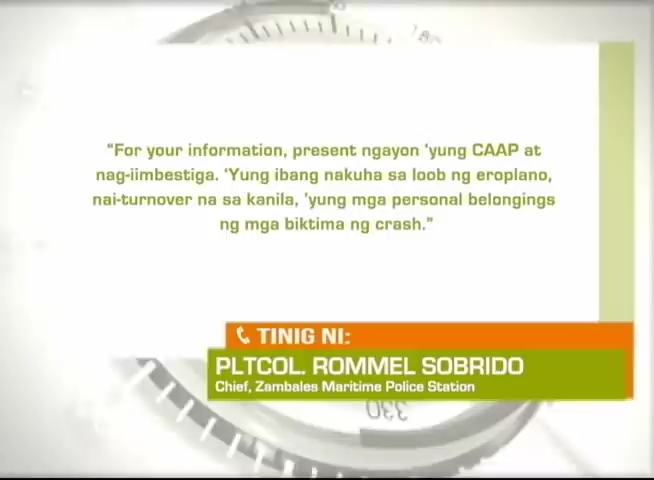 180
"For your information, present ngayon 'yung CAAP at
nag-iimbestiga. 'Yung ibang nakuha sa loob ng eroplano,
nai-turnover na sa kanila, 'yung mga personal belongings
ng mga biktima ng crash."
TINIG NI:
PLTCOL. ROMMEL SOBRIDO
Chief, Zambales Maritime Police Station
330